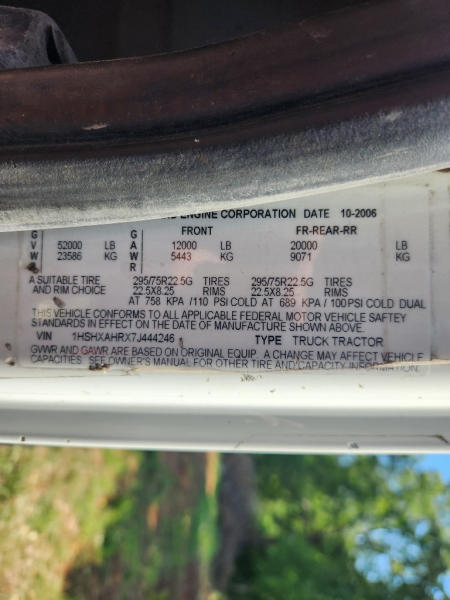 ENGINE CORPORATION DATE 10-2006
GVW 52000 LB GAWR FRONT 12000 LB FR-REAR-RR 20000 LB
23586 KG 5443 KG 9071 KG
A SUITABLE TIRE 295/75R22.5G TIRES 295/75R22.5G TIRES
AND RIM CHOICE 22.5X8.25 RIMS 22.5X8.25 RIMS
AT 758 KPA /110 PSI COLD AT 689 KPA / 100 PSI COLD DUAL
THIS VEHICLE CONFORMS TO ALL APPLICABLE FEDERAL MOTOR VEHICLE SAFTEY
STANDARDS IN EFFECT ON THE DATE OF MANUFACTURE SHOWN ABOVE.
VIN 1HSHXAHRX7J444246 TYPE TRUCK TRACTOR
GVWR AND GAWR ARE BASED ON ORIGINAL EQUIP. A CHANGE MAY AFFECT VEHICLE
CAPACITIES. SEE OWNER'S MANUAL FOR OTHER TIRE AND CAPACITY INFORMATION.